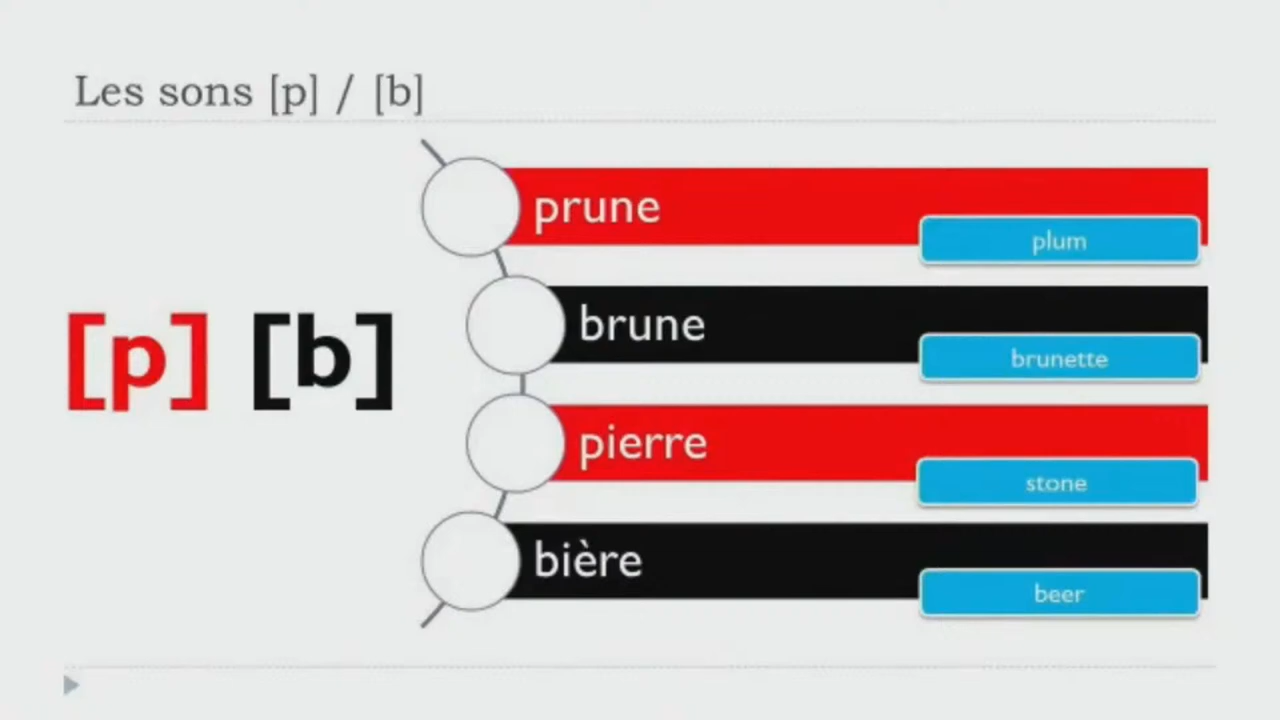 Les sons [p] / [b]
[p] [b]
prune
plum
brune
brunette
pierre
stone
bière
beer